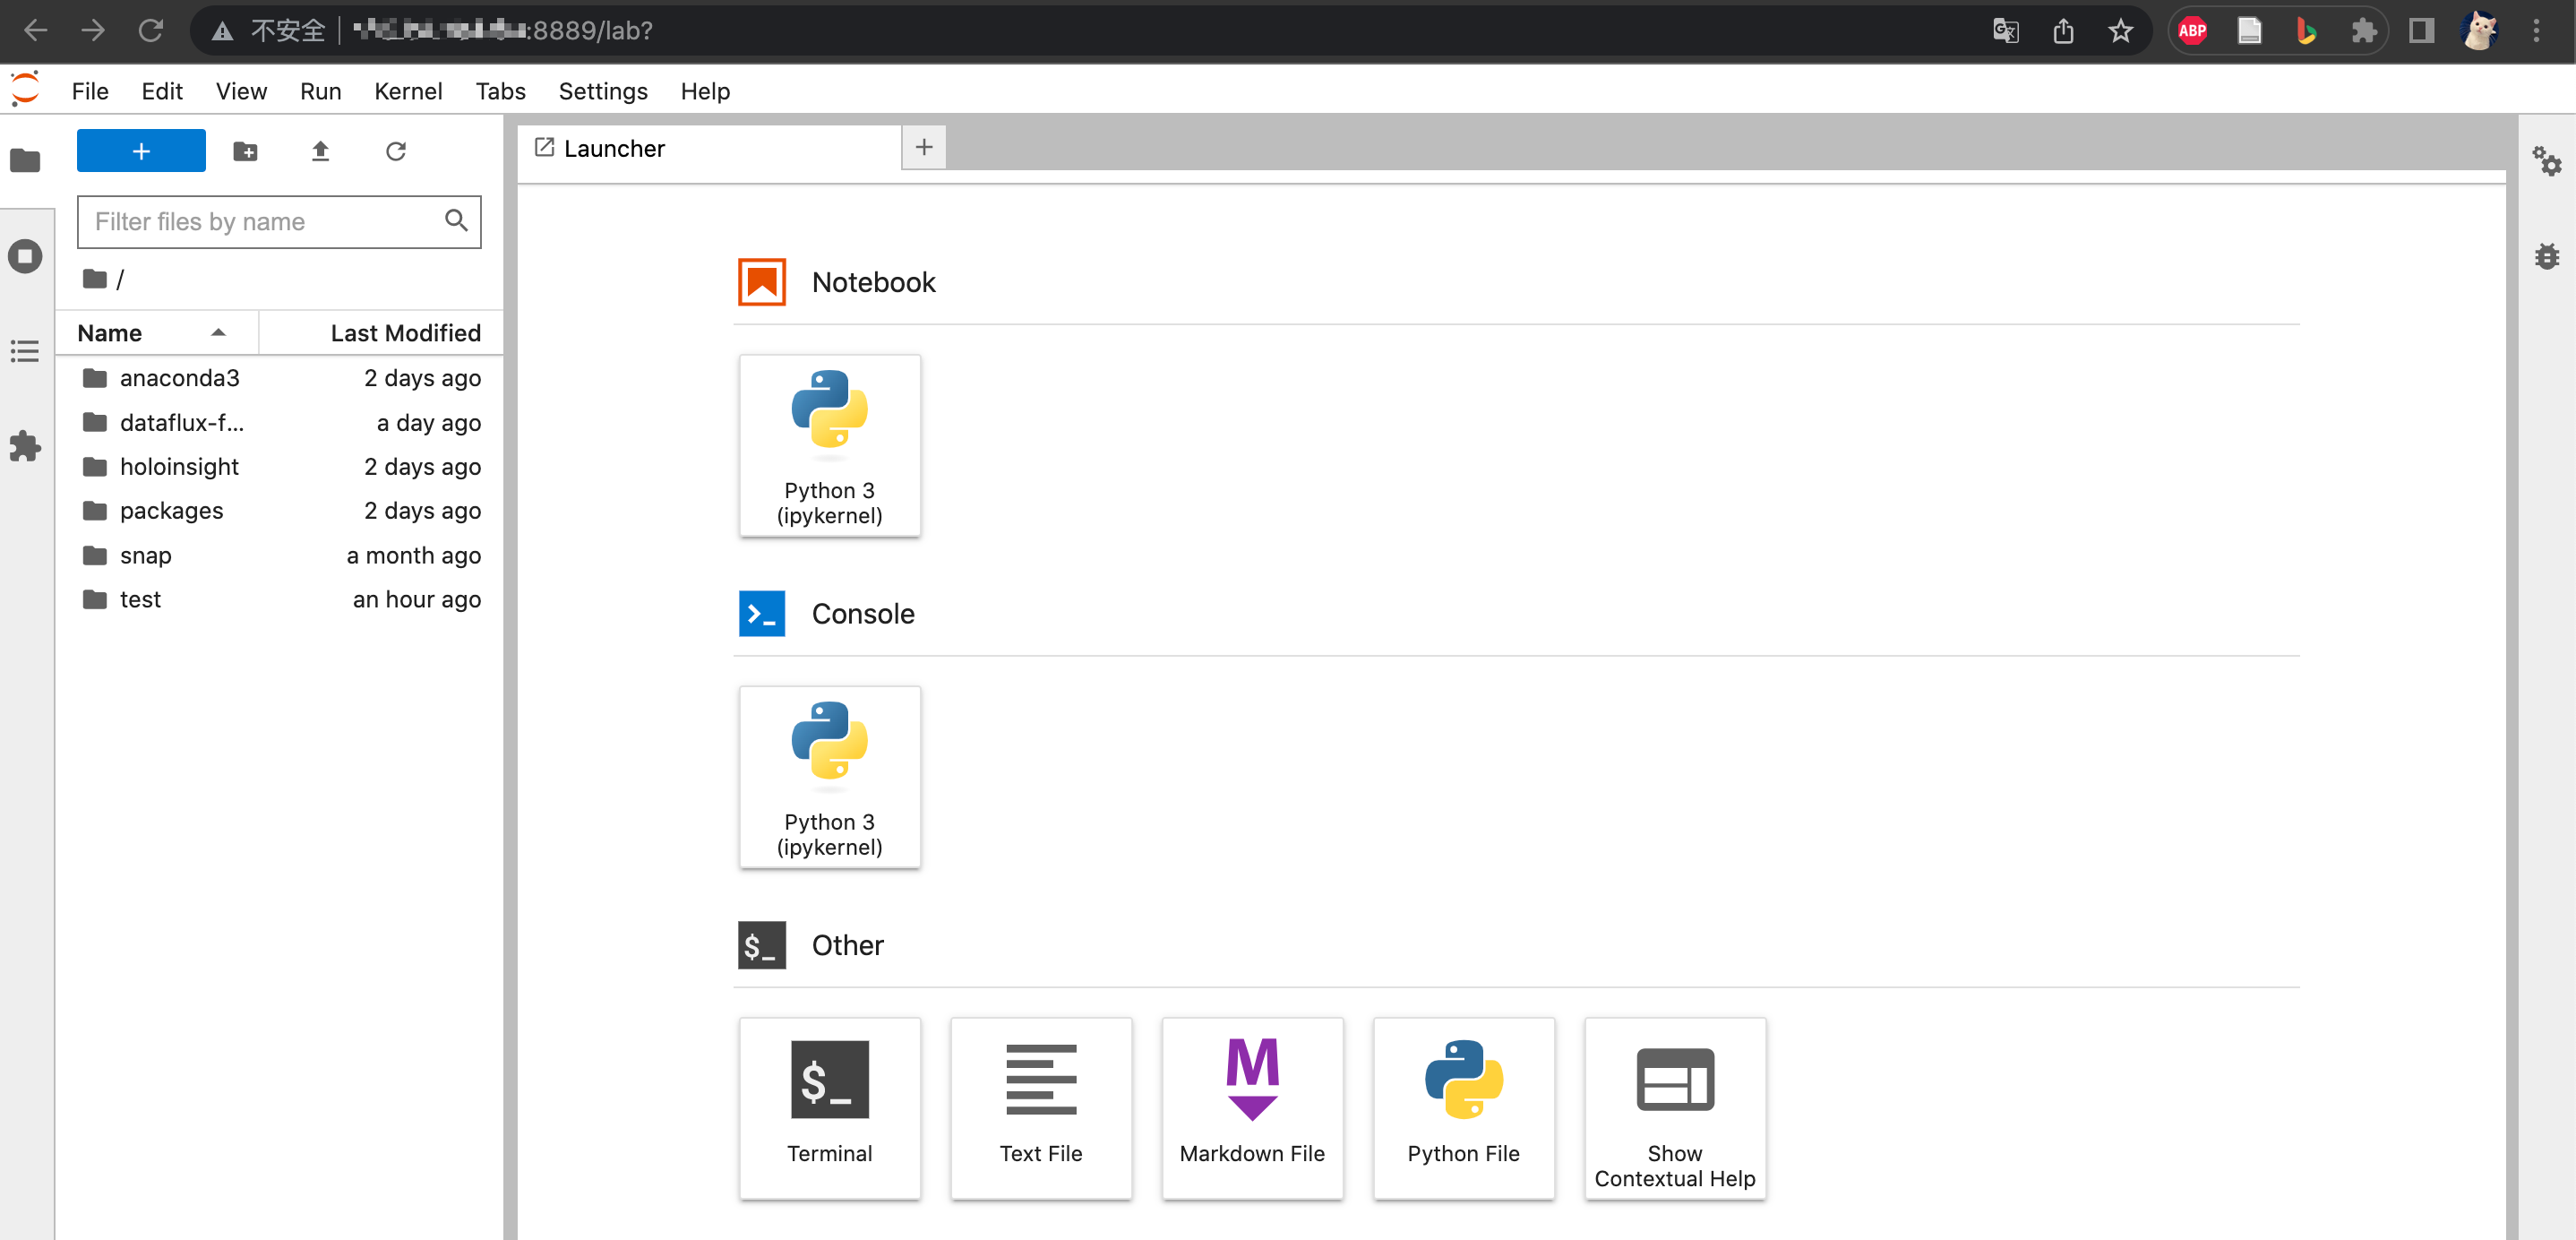 不安全 :8889/lab?
ABP
File Edit View Run Kernel Tabs Settings Help
Launcher
Filter files by name
/
Name Last Modified
anaconda3 2 days ago
dataflux-f... a day ago
holoinsight 2 days ago
packages 2 days ago
snap a month ago
test an hour ago
Notebook
Python 3
(ipykernel)
Console
Python 3
(ipykernel)
$_ Other
$_
Terminal
Text File
M
Markdown File
Python File
Show
Contextual Help